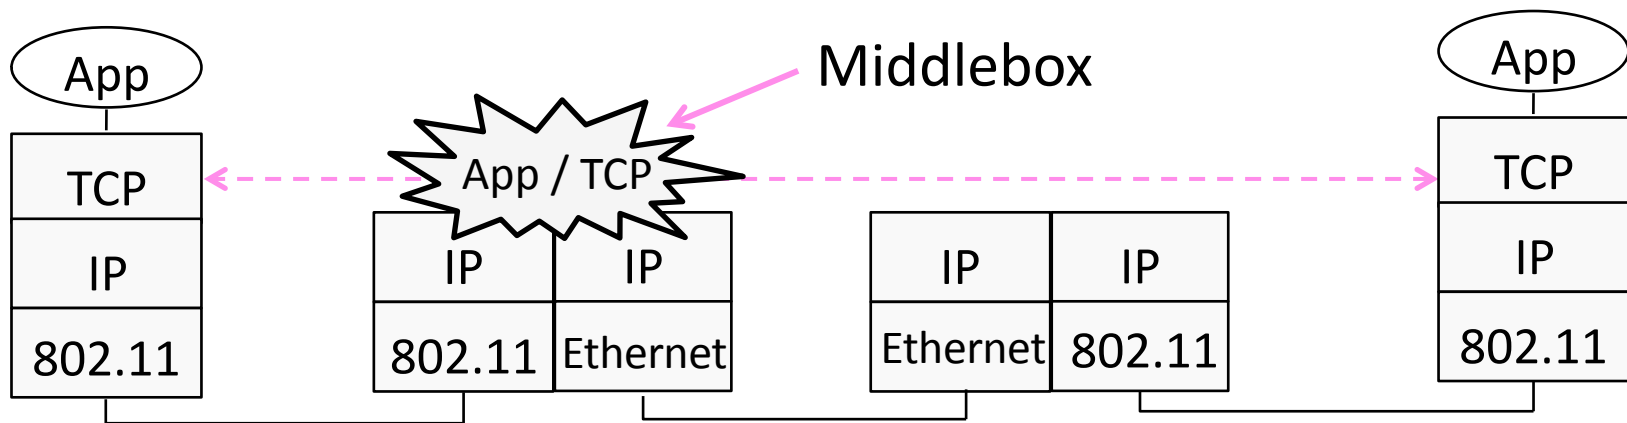 App
Middlebox
App
TCP
App / TCP
TCP
IP
IP
IP
IP
IP
IP
802.11
802.11
Ethernet
Ethernet
802.11
802.11